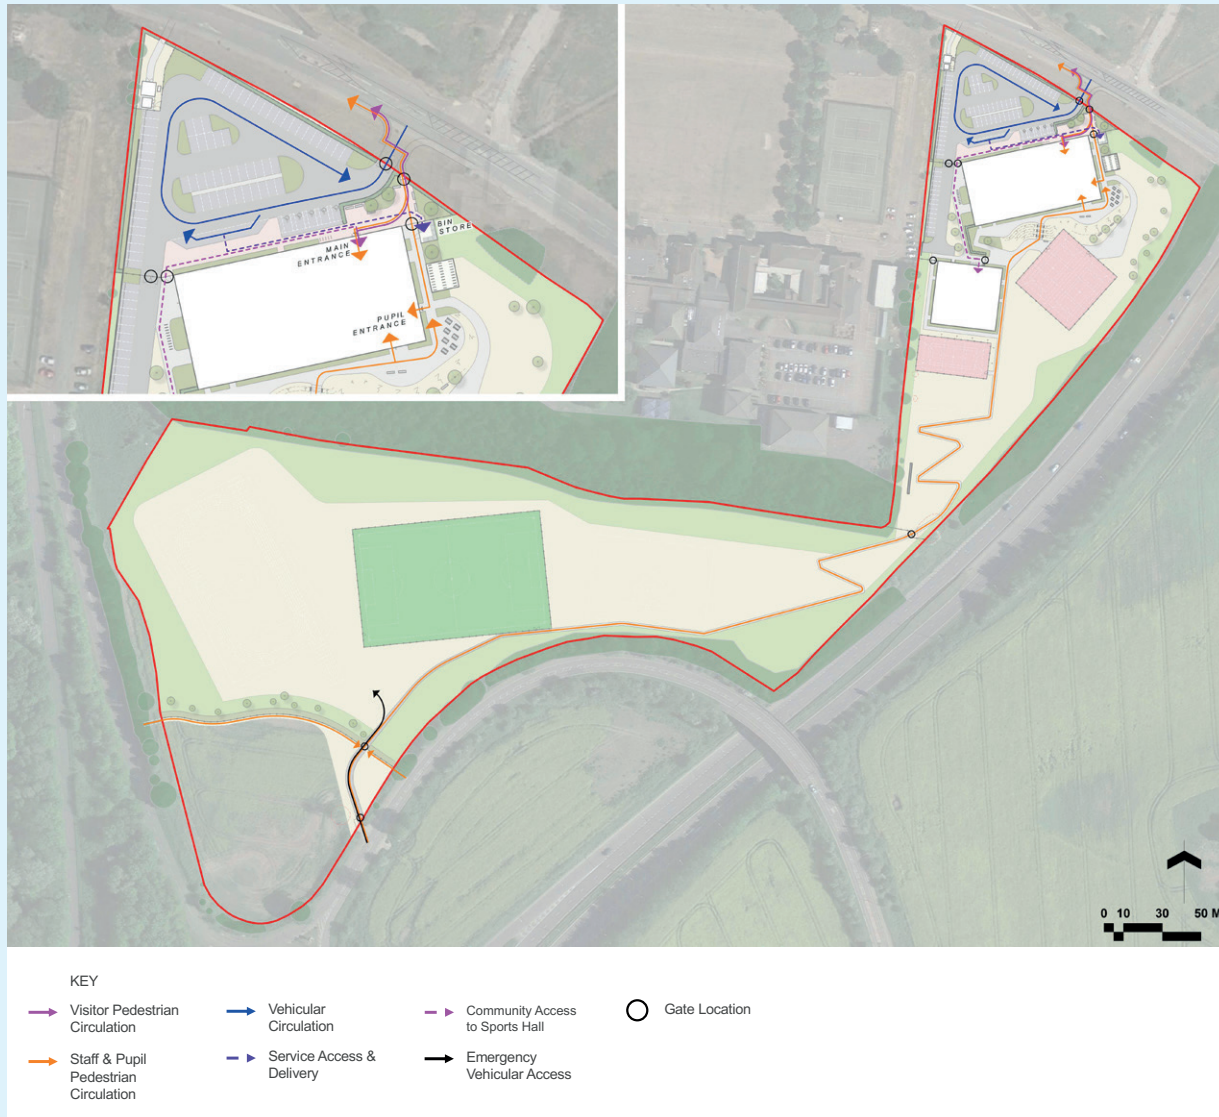 BIN
STORE
MAIN
ENTRANCE
PUPIL
ENTRANCE
0 10 30 50 M
KEY
Visitor Pedestrian
Circulation
Staff & Pupil
Pedestrian
Circulation
Vehicular
Circulation
Service Access &
Delivery
Community Access
to Sports Hall
Emergency
Vehicular Access
Gate Location